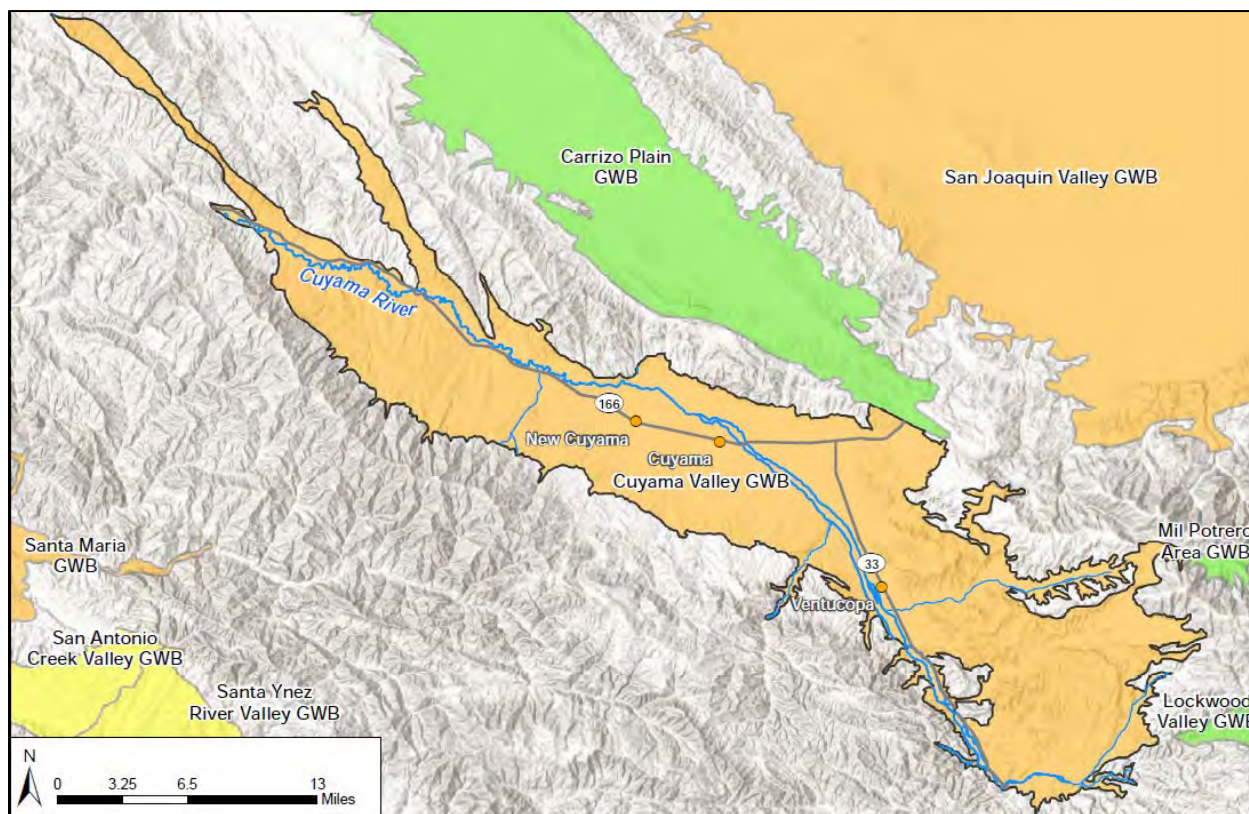 Carrizo Plain
GWB
San Joaquin Valley GWB
Cuyama River
166
New Cuyama
Cuyama
Cuyama Valley GWB
Santa Maria
GWB
Mil Potrero
Area GWB
33
Ventucopa
San Antonio
Creek Valley GWB
Santa Ynez
River Valley GWB
Lockwood
Valley GWB
N
0 3.25 6.5 13
Miles